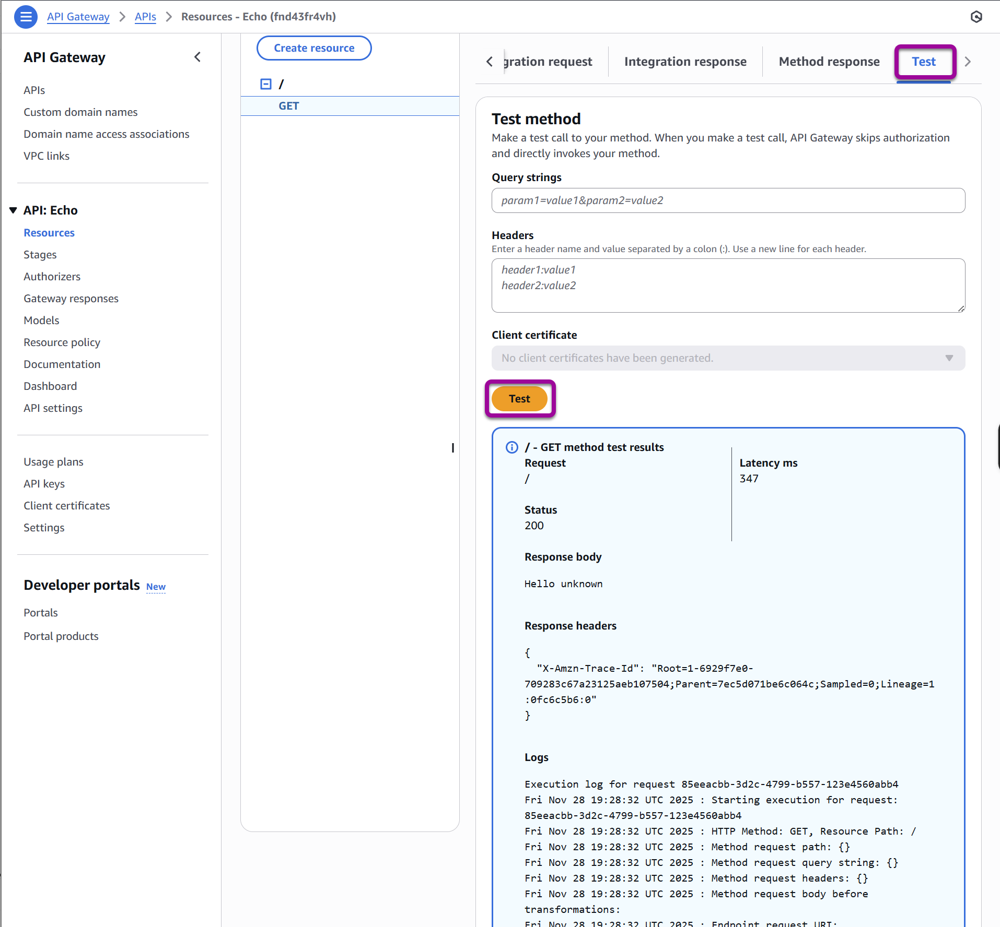 API Gateway > APIs > Resources - Echo (fnd43fr4vh)
API Gateway
APIs
Custom domain names
Domain name access associations
VPC links
API: Echo
Resources
Stages
Authorizers
Gateway responses
Models
Resource policy
Documentation
Dashboard
API settings
Usage plans
API keys
Client certificates
Settings
Developer portals New
Portals
Portal products
Create resource
/
GET
gration request
Integration response
Method response
Test
Test method
Make a test call to your method. When you make a test call, API Gateway skips authorization
and directly invokes your method.
Query strings
param1=value1&param2=value2
Headers
Enter a header name and value separated by a colon (:). Use a new line for each header.
header1:value1
header2:value2
Client certificate
No client certificates have been generated.
Test
/ - GET method test results
Request
/
Latency ms
347
Status
200
Response body
Hello unknown
Response headers
{
"X-Amzn-Trace-Id": "Root=1-6929f7e0-
709283c67a23125aeb107504;Parent=7ec5d071be6c064c;Sampled=0;Lineage=1
:0fc6c5b6:0"
}
Logs
Execution log for request 85eeacbb-3d2c-4799-b557-123e4560abb4
Fri Nov 28 19:28:32 UTC 2025 : Starting execution for request:
85eeacbb-3d2c-4799-b557-123e4560abb4
Fri Nov 28 19:28:32 UTC 2025 : HTTP Method: GET, Resource Path: /
Fri Nov 28 19:28:32 UTC 2025 : Method request path: {}
Fri Nov 28 19:28:32 UTC 2025 : Method request query string: {}
Fri Nov 28 19:28:32 UTC 2025 : Method request headers: {}
Fri Nov 28 19:28:32 UTC 2025 : Method request body before
transformations:
Fri Nov 28 19:28:32 UTC 2025 : Endpoint request URI: